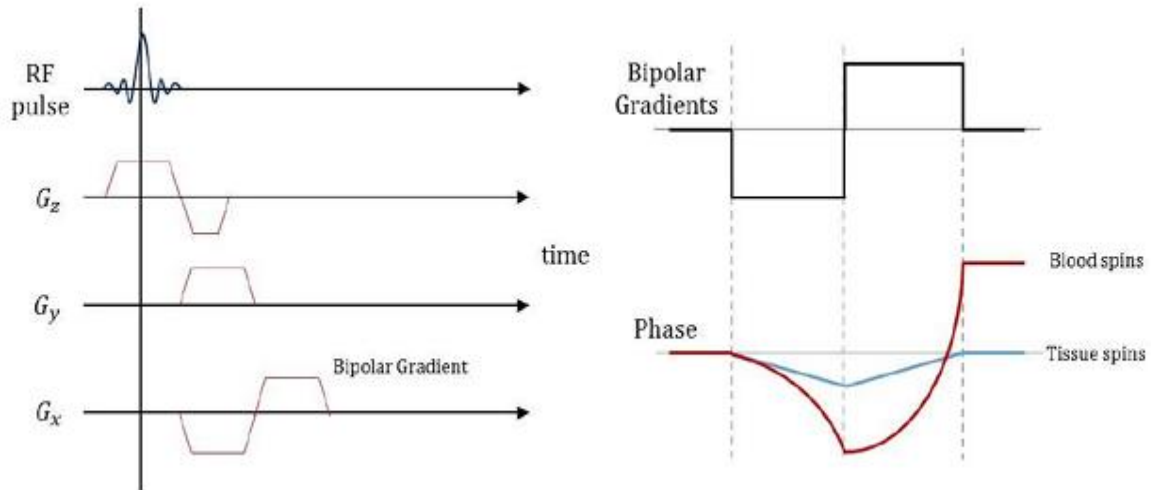 RF
pulse
G_z
G_y
Bipolar Gradient
G_x
time
Bipolar
Gradients
Blood spins
Phase
Tissue spins